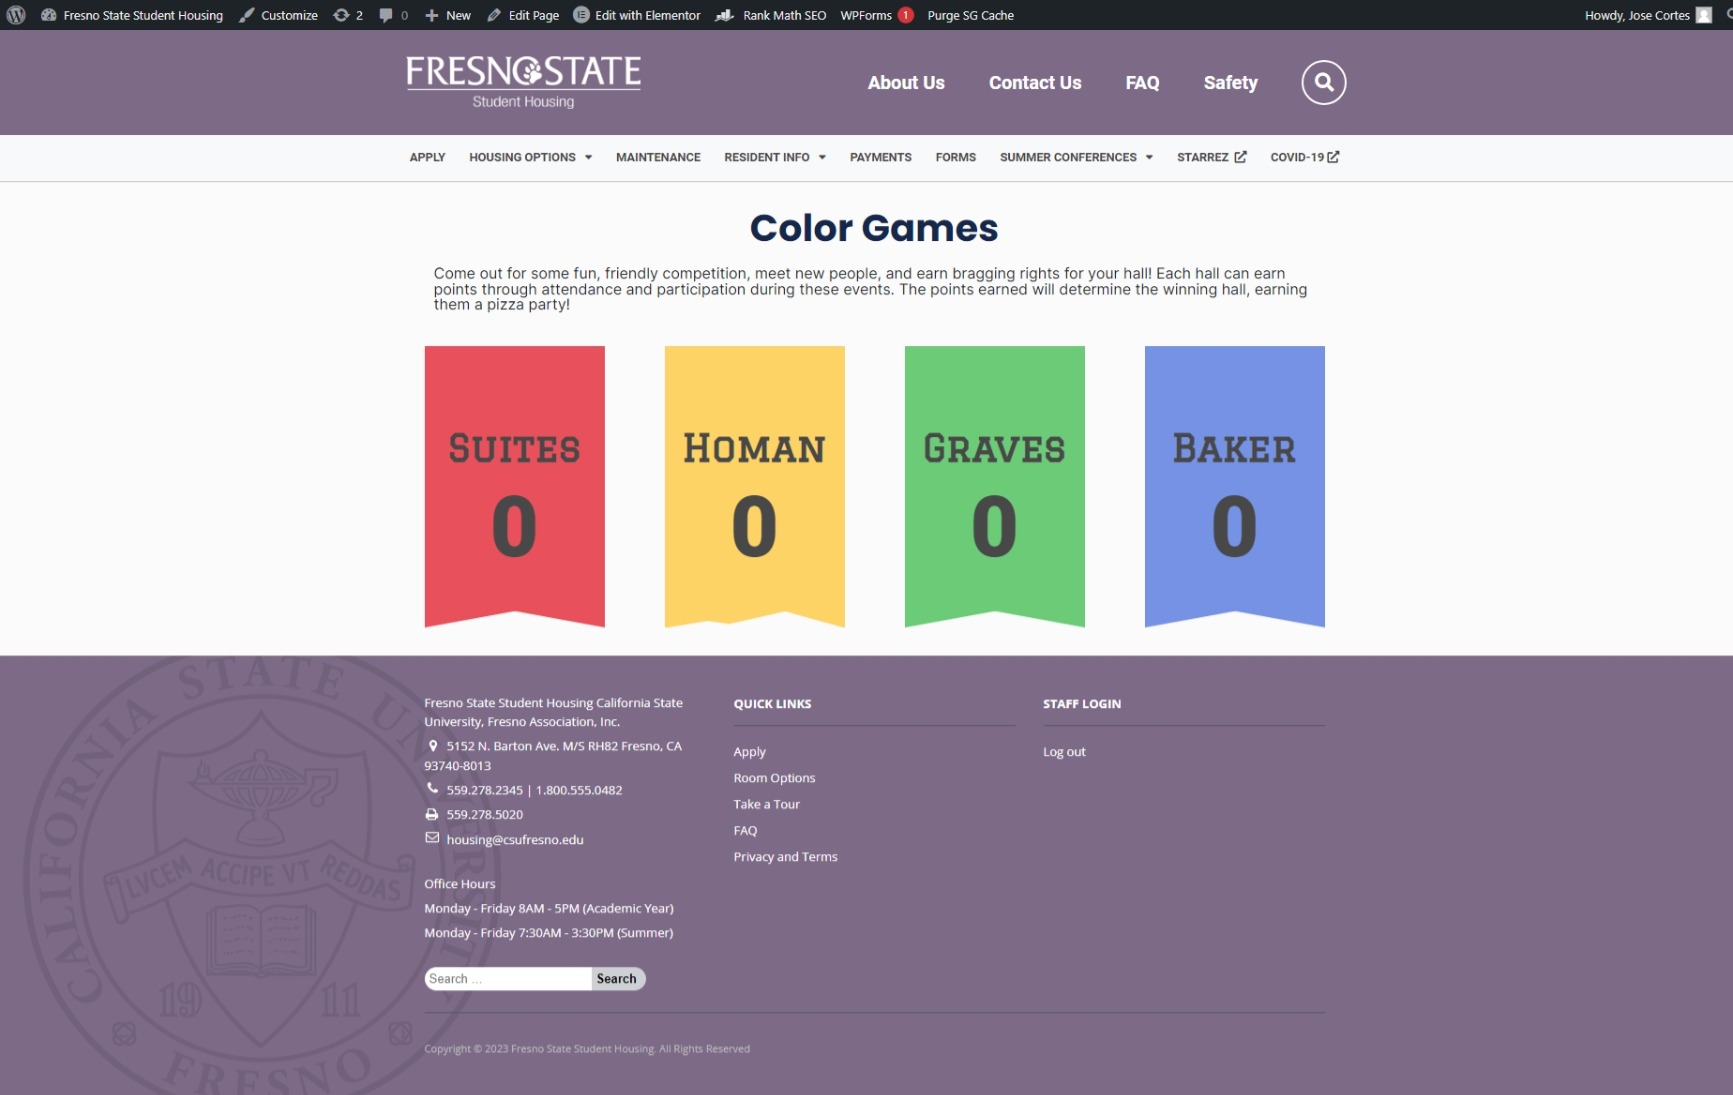 Fresno State Student Housing Customize 2 0 New Edit Page Edit with Elementor Rank Math SEO WPForms 1 Purge SG Cache Howdy, Jose Cortes
FRESNO STATE
Student Housing
About Us Contact Us FAQ Safety
APPLY HOUSING OPTIONS MAINTENANCE RESIDENT INFO PAYMENTS FORMS SUMMER CONFERENCES STARREZ COVID-19
Color Games
Come out for some fun, friendly competition, meet new people, and earn bragging rights for your hall! Each hall can earn
points through attendance and participation during these events. The points earned will determine the winning hall, earning
them a pizza party!
Suites Homan Graves Baker
0 0 0 0
Fresno State Student Housing California State
University, Fresno Association, Inc.
5152 N. Barton Ave. M/S RH82 Fresno, CA
93740-8013
559.278.2345 | 1.800.555.0482
559.278.5020
housing@csufresno.edu
Office Hours
Monday - Friday 8AM - 5PM (Academic Year)
Monday - Friday 7:30AM - 3:30PM (Summer)
Search ... Search
QUICK LINKS
Apply
Room Options
Take a Tour
FAQ
Privacy and Terms
STAFF LOGIN
Log out
CALIFORNIA STATE UNIVERSITY
LVCEM ACCIPE VT REDDAS
19 11
FRESNO
Copyright © 2023 Fresno State Student Housing. All Rights Reserved